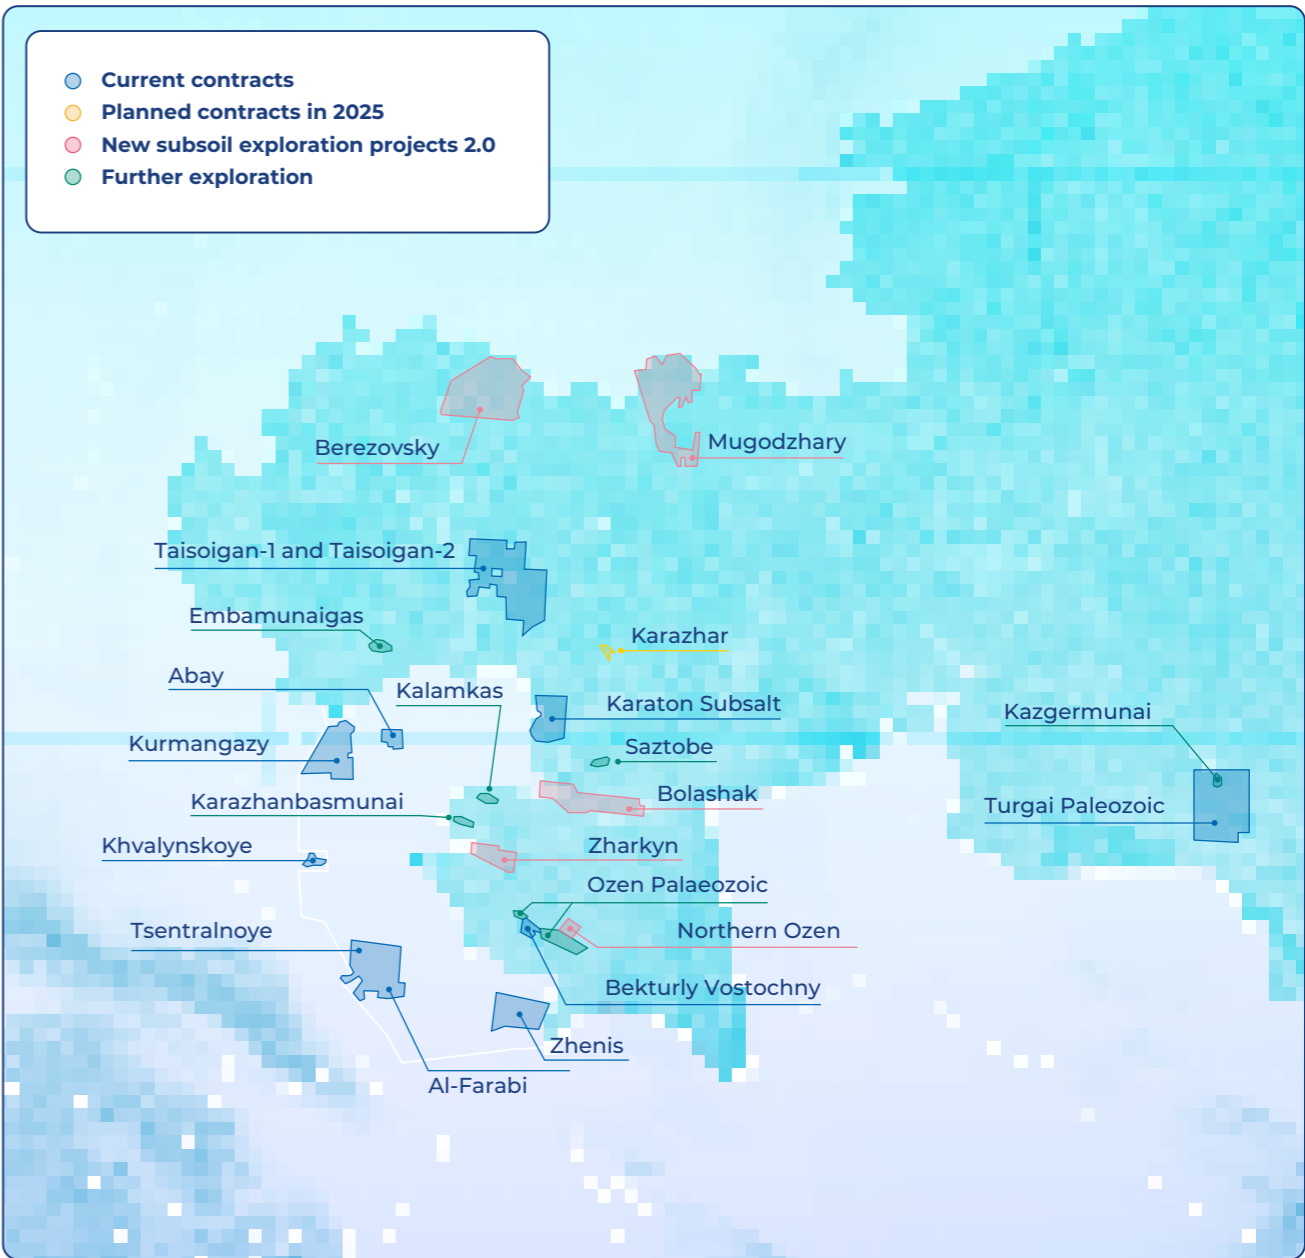 Current contracts
Planned contracts in 2025
New subsoil exploration projects 2.0
Further exploration
Berezovsky
Mugodzhary
Taisoigan-1 and Taisoigan-2
Embamunaigas
Karazhar
Abay
Kalamkas
Karaton Subsalt
Kazgermunai
Kurmangazy
Saztobe
Karazhanbasmunai
Bolashak
Turgai Paleozoic
Khvalynskoye
Zharkyn
Ozen Palaeozoic
Tsentralnoye
Northern Ozen
Bekturly Vostochny
Zhenis
Al-Farabi